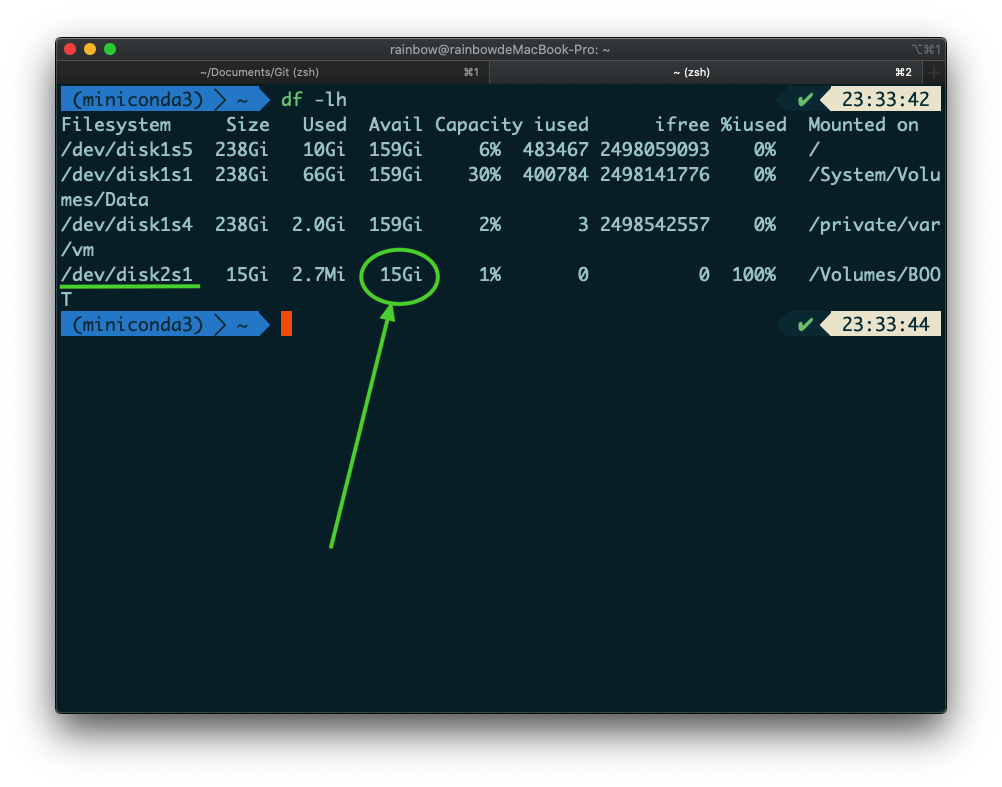 rainbow@rainbowdeMacBook-Pro: ~ ⌥⌘1
~/Documents/Git (zsh) ⌘1 ~ (zsh) ⌘2 +
(miniconda3) ~ df -lh ✔ 23:33:42
Filesystem Size Used Avail Capacity iused ifree %iused Mounted on
/dev/disk1s5 238Gi 10Gi 159Gi 6% 483467 2498059093 0% /
/dev/disk1s1 238Gi 66Gi 159Gi 30% 400784 2498141776 0% /System/Volu
mes/Data
/dev/disk1s4 238Gi 2.0Gi 159Gi 2% 3 2498542557 0% /private/var
/vm
/dev/disk2s1 15Gi 2.7Mi 15Gi 1% 0 0 100% /Volumes/BOO
T
(miniconda3) ~ ✔ 23:33:44